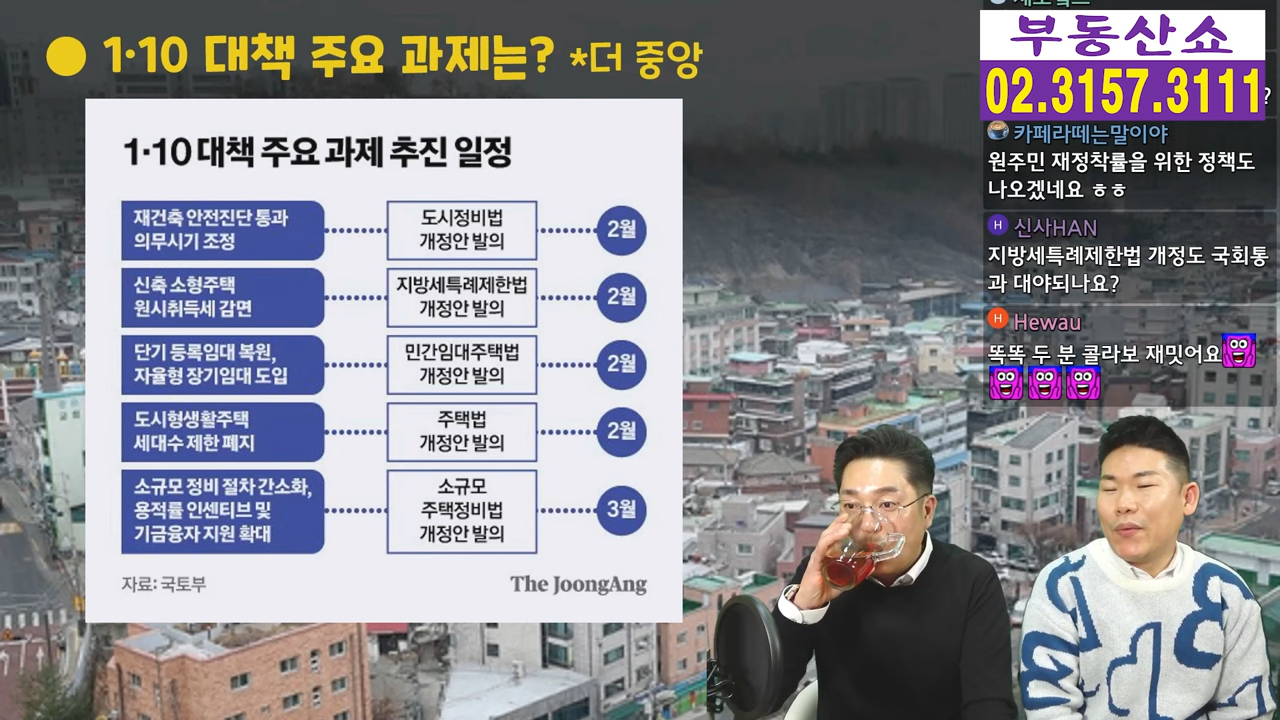 1·10 대책 주요 과제는? *더 중앙
1·10 대책 주요 과제 추진 일정
재건축 안전진단 통과
의무시기 조정
도시정비법
개정안 발의
2월
신축 소형주택
원시취득세 감면
지방세특례제한법
개정안 발의
2월
단기 등록임대 복원,
자율형 장기임대 도입
민간임대주택법
개정안 발의
2월
도시형생활주택
세대수 제한 폐지
주택법
개정안 발의
2월
소규모 정비 절차 간소화,
용적률 인센티브 및
기금융자 지원 확대
소규모
주택정비법
개정안 발의
3월
자료: 국토부
The JoongAng
부동산쇼
02.3157.3111
?
카페라떼는말이야
원주민 재정착률을 위한 정책도
나오겠네요 ㅎㅎ
H 신사HAN
지방세특례제한법 개정도 국회통
과 대야되나요?
H Hewau
똑똑 두 분 콜라보 재밋어요